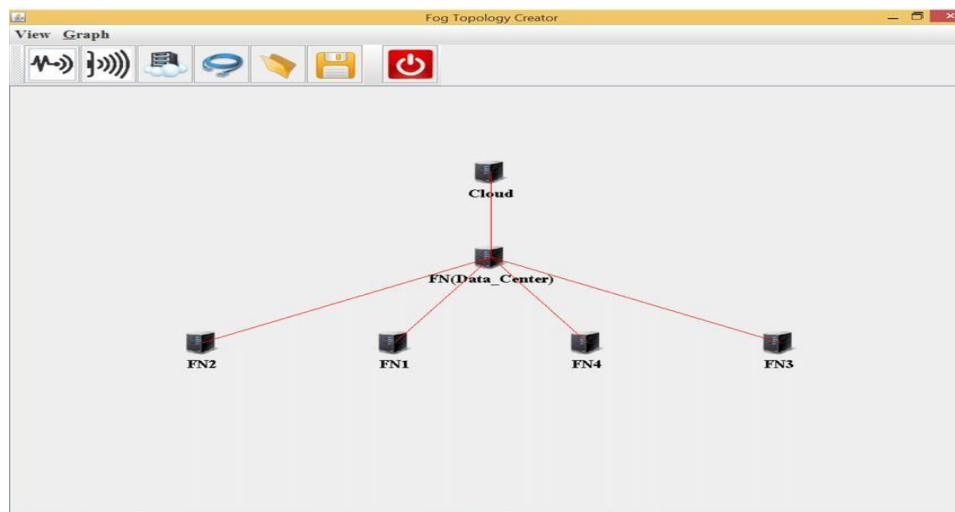 Fog Topology Creator
View Graph
Cloud
FN(Data_Center)
FN2 FN1 FN4 FN3